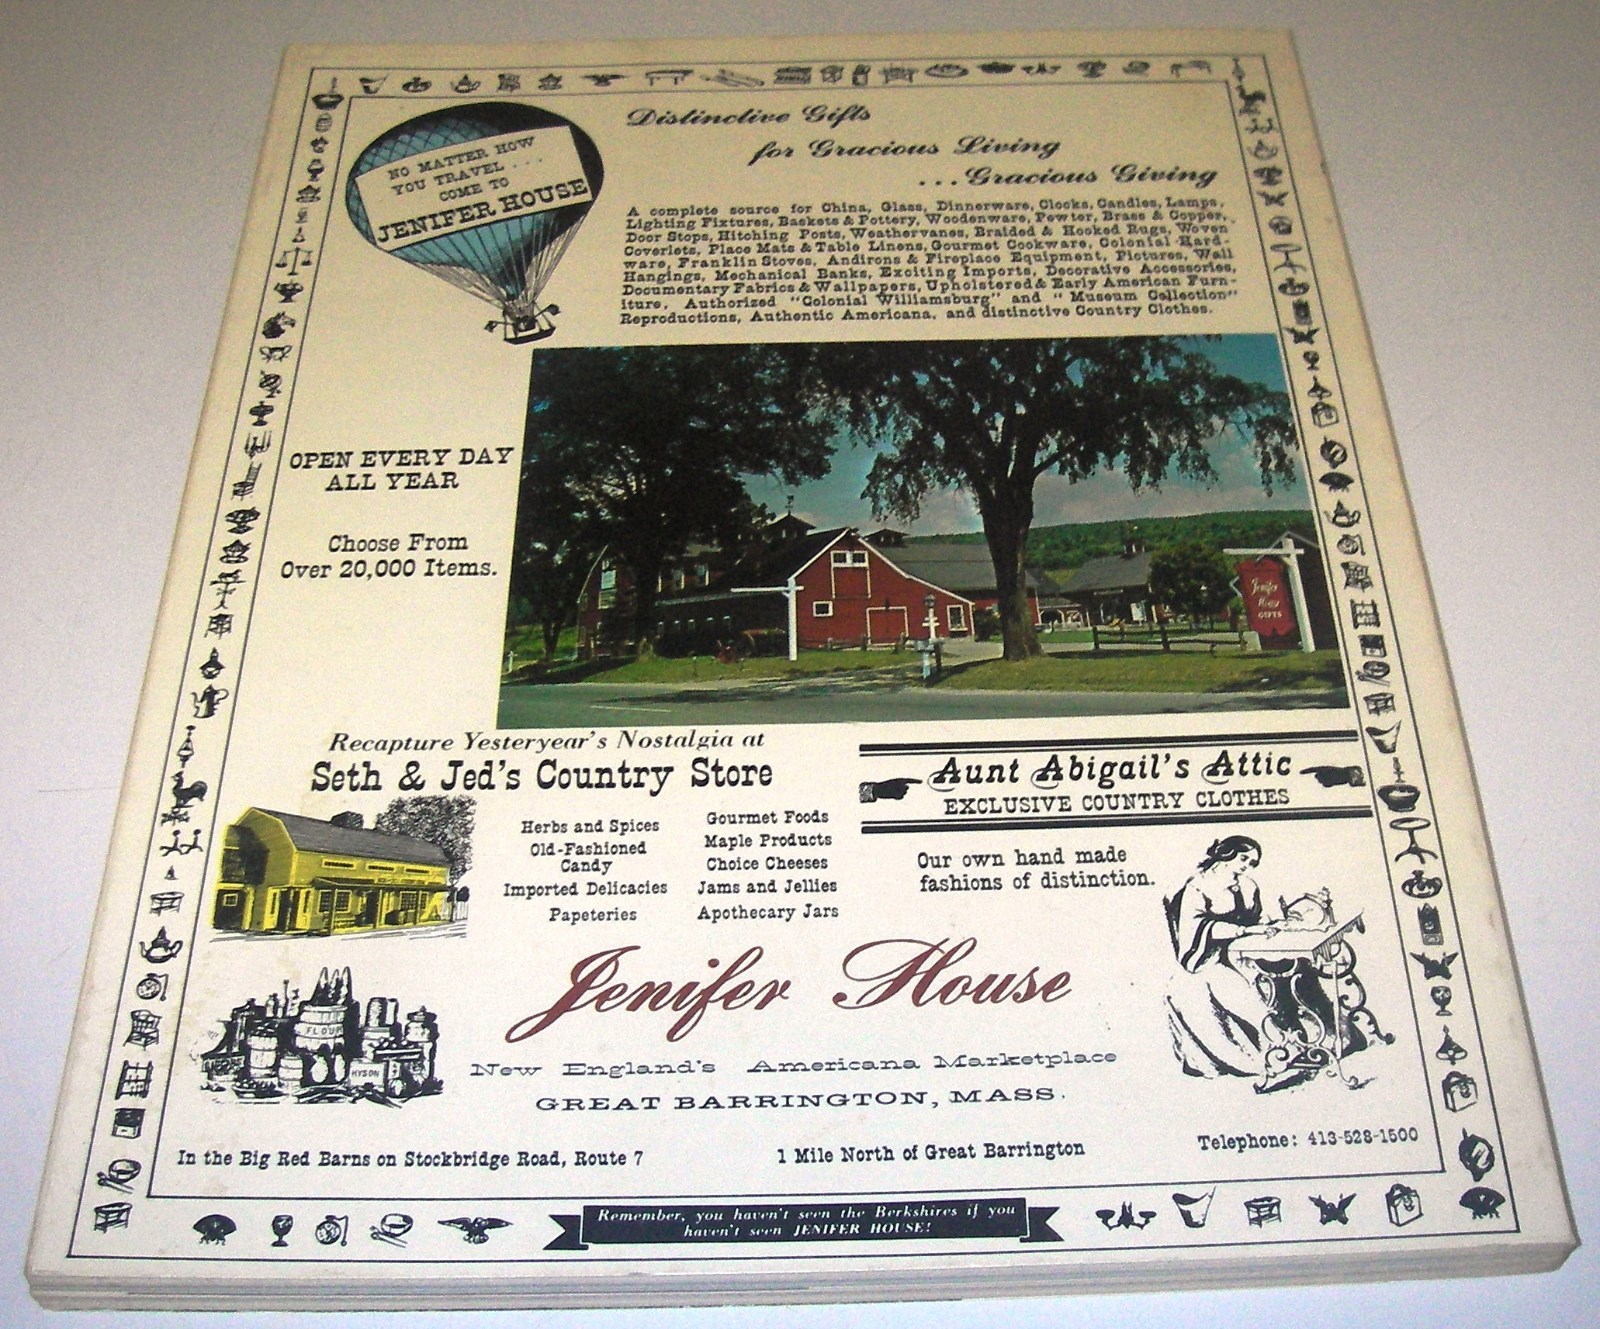 NO MATTER HOW
YOU TRAVEL . . .
COME TO
JENIFER HOUSE
Distinctive Gifts
for Gracious Living
...Gracious Giving
A complete source for China, Glass, Dinnerware, Clocks, Candles, Lamps,
Lighting Fixtures, Baskets & Pottery, Woodenware, Pewter, Brass & Copper,
Door Stops, Hitching Posts, Weathervanes, Braided & Hooked Rugs, Woven
Coverlets, Place Mats & Table Linens, Gourmet Cookware, Colonial Hard-
ware, Franklin Stoves, Andirons & Fireplace Equipment, Pictures, Wall
Hangings, Mechanical Banks, Exciting Imports, Decorative Accessories,
Documentary Fabrics & Wallpapers, Upholstered & Early American Furn-
iture. Authorized "Colonial Williamsburg" and "Museum Collection"
Reproductions, Authentic Americana, and distinctive Country Clothes.
OPEN EVERY DAY
ALL YEAR
Choose From
Over 20,000 Items.
Jenifer
House
GIFTS
Recapture Yesteryear's Nostalgia at
Seth & Jed's Country Store
Herbs and Spices
Old-Fashioned
Candy
Imported Delicacies
Papeteries
Gourmet Foods
Maple Products
Choice Cheeses
Jams and Jellies
Apothecary Jars
Aunt Abigail's Attic
EXCLUSIVE COUNTRY CLOTHES
Our own hand made
fashions of distinction.
FLOUR
HYSON
Jenifer House
New England's Americana Marketplace
GREAT BARRINGTON, MASS.
In the Big Red Barns on Stockbridge Road, Route 7
1 Mile North of Great Barrington
Telephone: 413-528-1500
Remember, you haven't seen the Berkshires if you
haven't seen JENIFER HOUSE!